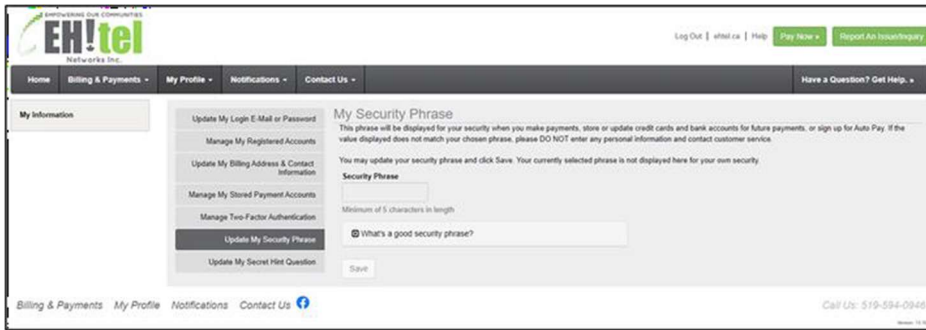 EMPOWERING OUR COMMUNITIES
EH!tel
Networks Inc.
Log Out | ehtel.ca | Help Pay Now » Report An Issue/Inquiry
Home Billing & Payments My Profile Notifications Contact Us Have a Question? Get Help. »
My Information
Update My Login E-Mail or Password
Manage My Registered Accounts
Update My Billing Address & Contact
Information
Manage My Stored Payment Accounts
Manage Two-Factor Authentication
Update My Security Phrase
Update My Secret Hint Question
My Security Phrase
This phrase will be displayed for your security when you make payments, store or update credit cards and bank accounts for future payments, or sign up for Auto Pay. If the
value displayed does not match your chosen phrase, please DO NOT enter any personal information and contact customer service.
You may update your security phrase and click Save. Your currently selected phrase is not displayed here for your own security.
Security Phrase
Minimum of 5 characters in length
What's a good security phrase?
Save
Billing & Payments My Profile Notifications Contact Us
Call Us: 519-594-0946